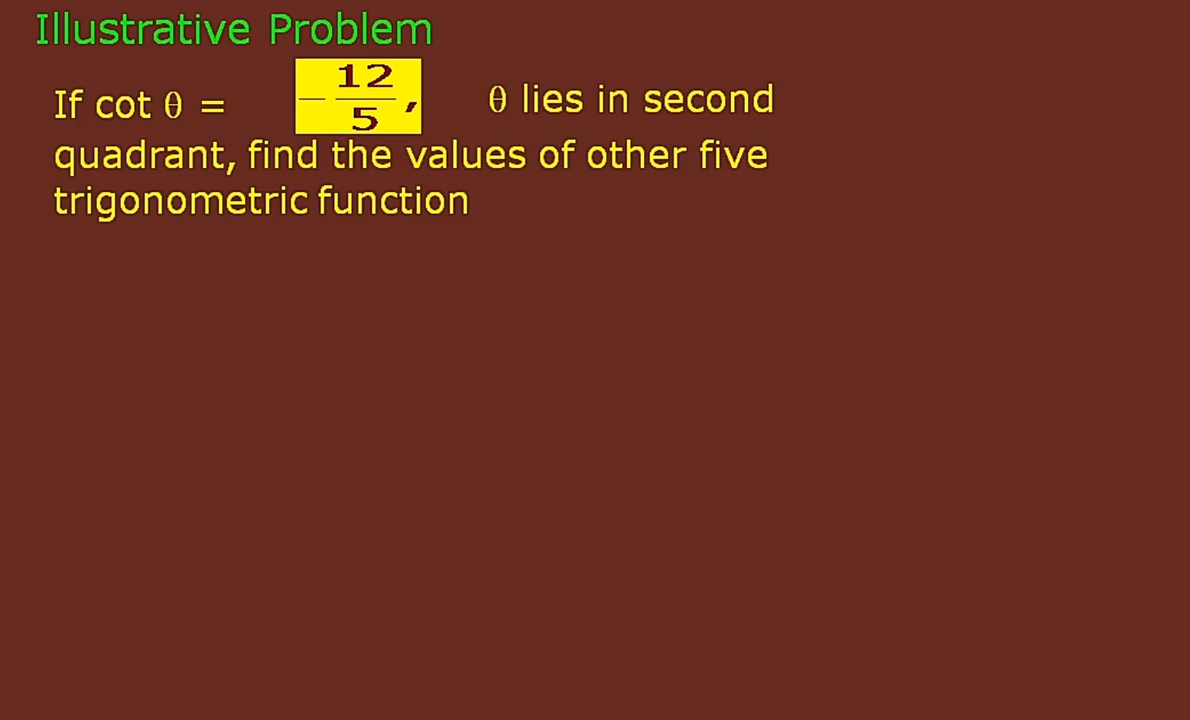 Illustrative Problem
If cot θ = −12/5, θ lies in second
quadrant, find the values of other five
trigonometric function